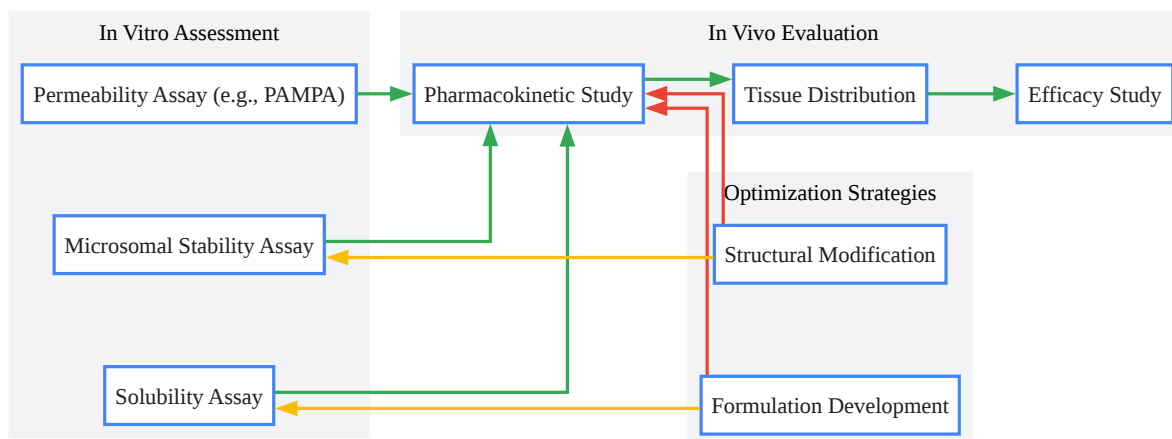 In Vitro Assessment
In Vivo Evaluation
Permeability Assay (e.g., PAMPA)
Pharmacokinetic Study
Tissue Distribution
Efficacy Study
Optimization Strategies
Microsomal Stability Assay
Structural Modification
Solubility Assay
Formulation Development